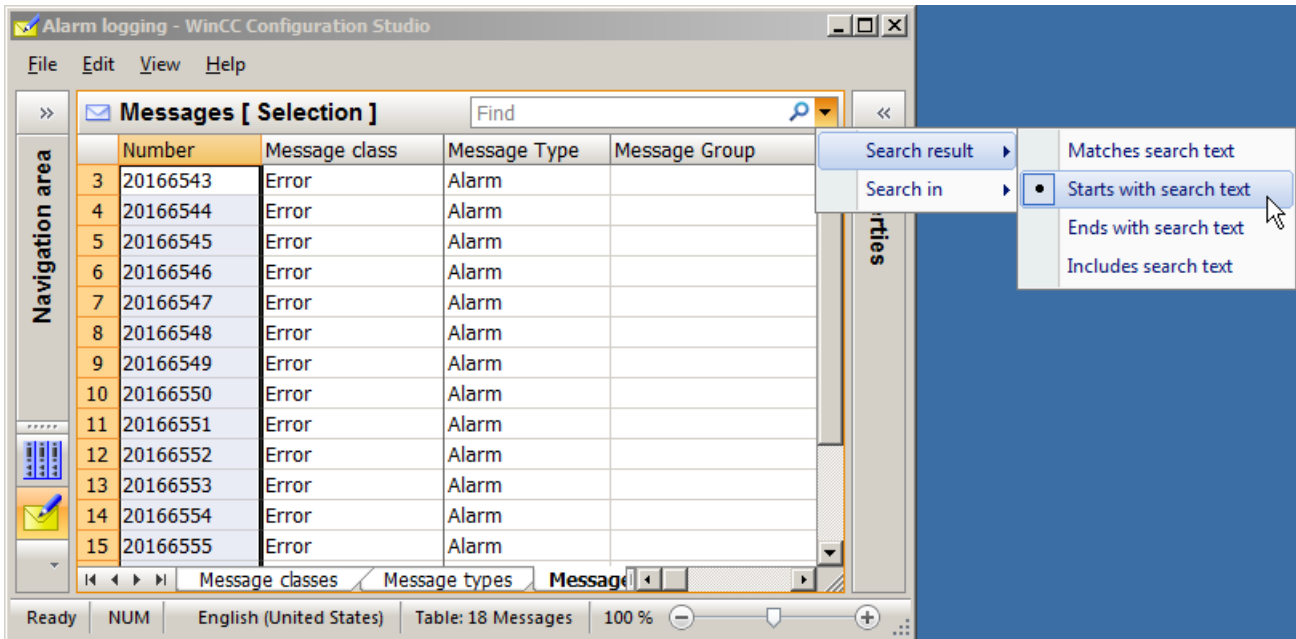 Alarm logging - WinCC Configuration Studio
File Edit View Help
» Messages [ Selection ] Find «
Navigation area
Number Message class Message Type Message Group
3 20166543 Error Alarm
4 20166544 Error Alarm
5 20166545 Error Alarm
6 20166546 Error Alarm
7 20166547 Error Alarm
8 20166548 Error Alarm
9 20166549 Error Alarm
10 20166550 Error Alarm
11 20166551 Error Alarm
12 20166552 Error Alarm
13 20166553 Error Alarm
14 20166554 Error Alarm
15 20166555 Error Alarm
Search result
Search in
Matches search text
Starts with search text
Ends with search text
Includes search text
erties
Message classes Message types Message
Ready NUM English (United States) Table: 18 Messages 100 %